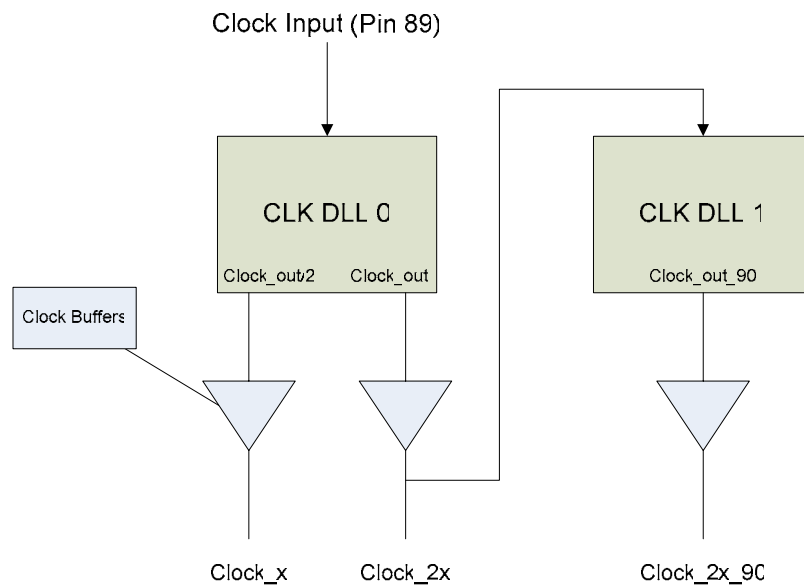 Clock Input (Pin 89)
CLK DLL 0
CLK DLL 1
Clock_out/2
Clock_out
Clock_out_90
Clock Buffers
Clock_x
Clock_2x
Clock_2x_90